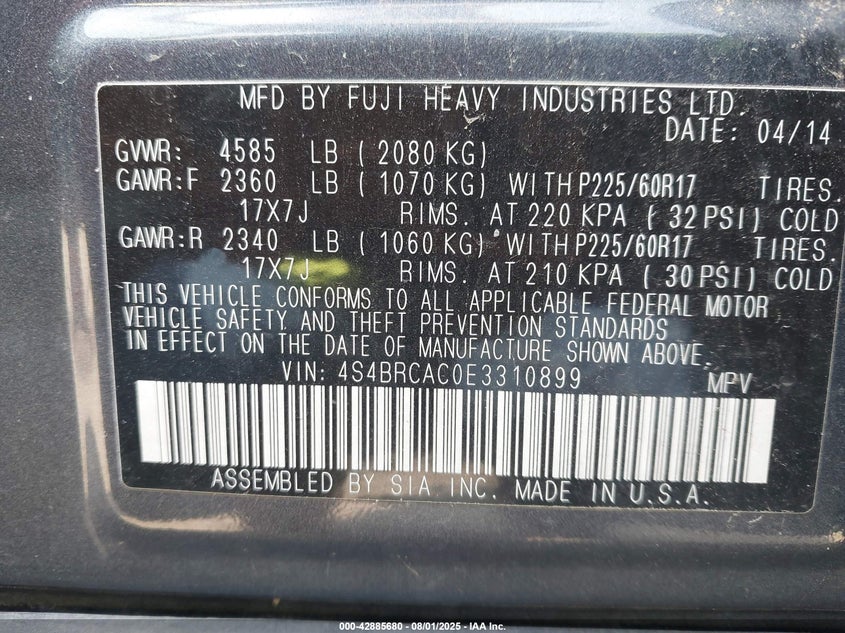 MFD BY FUJI HEAVY INDUSTRIES LTD.
DATE: 04/14
GVWR: 4585 LB ( 2080 KG)
GAWR:F 2360 LB ( 1070 KG) WITH P225/60R17 TIRES.
17X7J RIMS. AT 220 KPA ( 32 PSI) COLD
GAWR:R 2340 LB ( 1060 KG) WITH P225/60R17 TIRES.
17X7J RIMS. AT 210 KPA ( 30 PSI) COLD
THIS VEHICLE CONFORMS TO ALL APPLICABLE FEDERAL MOTOR
VEHICLE SAFETY AND THEFT PREVENTION STANDARDS
IN EFFECT ON THE DATE OF MANUFACTURE SHOWN ABOVE.
VIN: 4S4BRCAC0E3310899 MPV
ASSEMBLED BY SIA INC. MADE IN U.S.A.
000-42885680 - 08/01/2025 - IAA Inc.